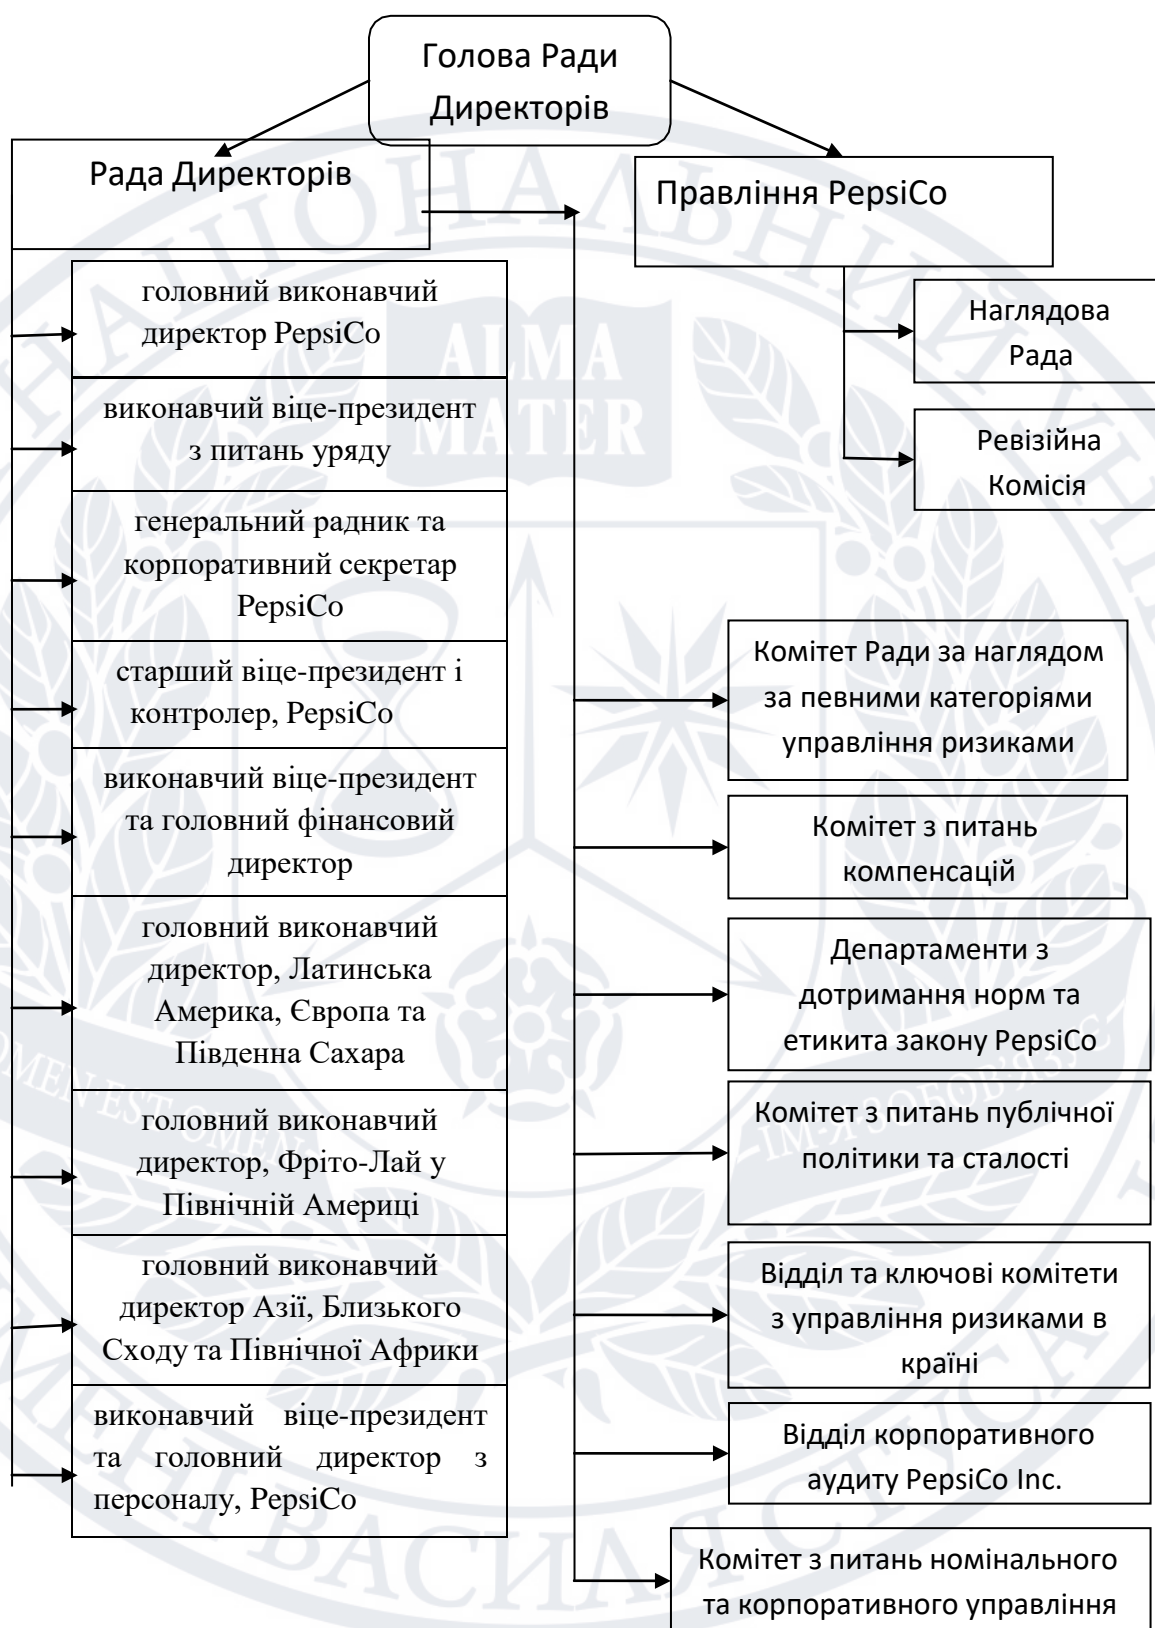 Голова Ради
Директорів
Рада Директорів
Правління PepsiCo
головний виконавчий
директор PepsiCo
виконавчий віце-президент
з питань уряду
генеральний радник та
корпоративний секретар
PepsiCo
старший віце-президент і
контролер, PepsiCo
виконавчий віце-президент
та головний фінансовий
директор
головний виконавчий
директор, Латинська
Америка, Європа та
Південна Сахара
головний виконавчий
директор, Фріто-Лай у
Північній Америці
головний виконавчий
директор Азії, Близького
Сходу та Північної Африки
виконавчий віце-президент
та головний директор з
персоналу, PepsiCo
Наглядова
Рада
Ревізійна
Комісія
Комітет Ради за наглядом
за певними категоріями
управління ризиками
Комітет з питань
компенсацій
Департаменти з
дотримання норм та
етикита закону PepsiCo
Комітет з питань публічної
політики та сталості
Відділ та ключові комітети
з управління ризиками в
країні
Відділ корпоративного
аудиту PepsiCo Inc.
Комітет з питань номінального
та корпоративного управління
ALMA
MATER